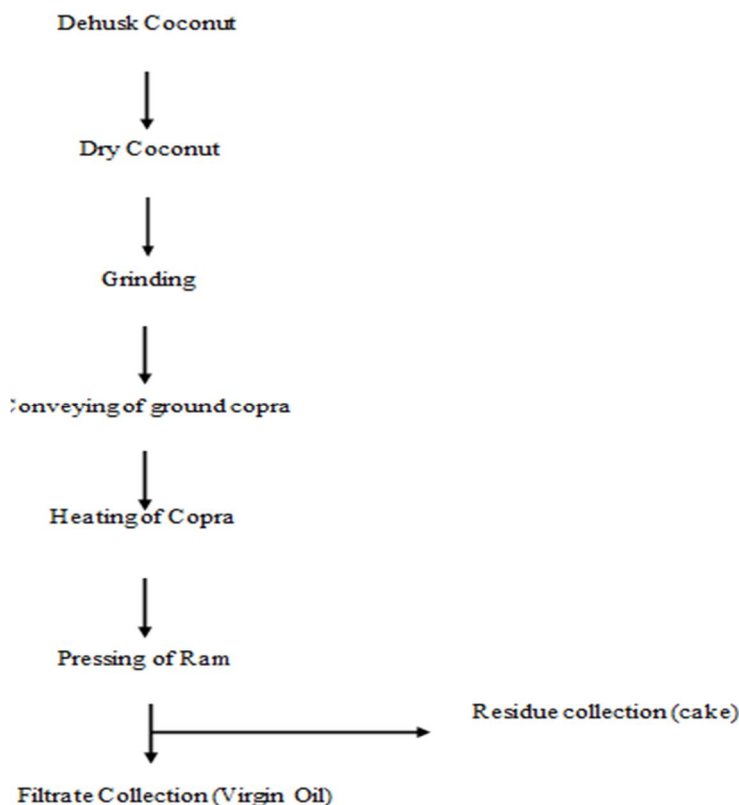 Dehusk Coconut
Dry Coconut
Grinding
onveying of ground copra
Heating of Copra
Pressing of Ram
Residue collection (cake)
Filtrate Collection (Virgin Oil)